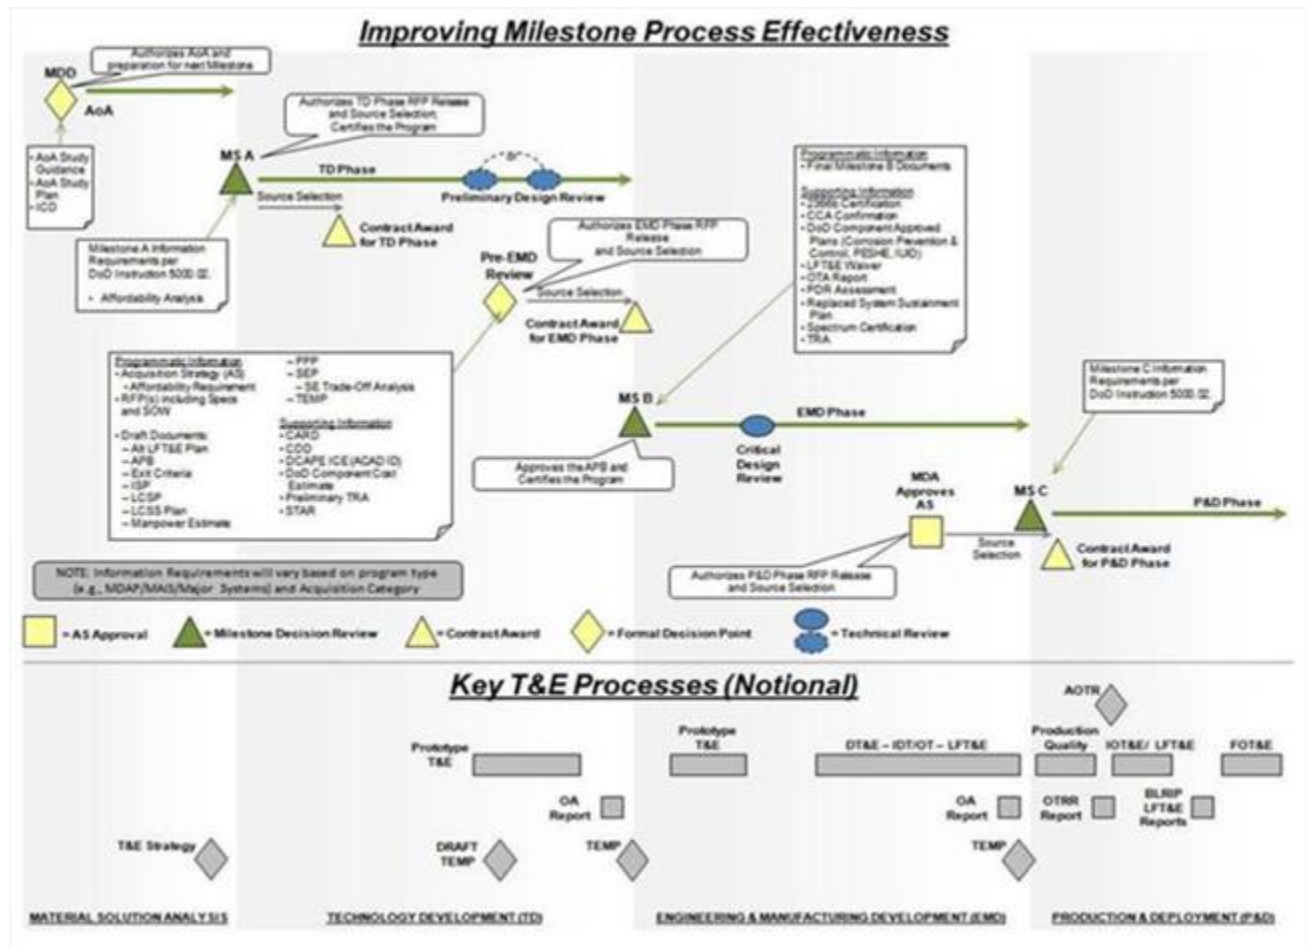 Improving Milestone Process Effectiveness
Authorizes AoA and
preparation for next Milestone
MDD
AoA
• AoA Study
Guidance
• AoA Study
Plan
• ICD
Authorizes TD Phase RFP Release
and Source Selection;
Certifies the Program
MS A
TD Phase
or
Source Selection
Preliminary Design Review
Contract Award
for TD Phase
Milestone A Information
Requirements per
DoD Instruction 5000.02.
• Affordability Analysis
Authorizes EMD Phase RFP
Release
and Source Selection
Pre-EMD
Review
Source Selection
Contract Award
for EMD Phase
Programmatic Information
• Final Milestone B Documents
Supporting Information
• 2366b Certification
• CCA Confirmation
• DoD Component Approved
Plans (Corrosion Prevention &
Control, PESHE, IUID)
• LFT&E Waiver
• OTA Report
• PDR Assessment
• Replaced System Sustainment
Plan
• Spectrum Certification
• TRA
Programmatic Information
• Acquisition Strategy (AS)
• Affordability Requirement
• RFP(s) including Specs
and SOW
• Draft Documents
– Alt LFT&E Plan
– APB
– Exit Criteria
– ISP
– LCSP
– LCSS Plan
– Manpower Estimate
– PPP
– SEP
– SE Trade-Off Analysis
– TEMP
Supporting Information
• CARD
• CDD
• DCAPE ICE (ACAD ID)
• DoD Component Cost
Estimate
• Preliminary TRA
• STAR
MS B
EMD Phase
Critical
Design
Review
Approves the APB and
Certifies the Program
Milestone C Information
Requirements per
DoD Instruction 5000.02.
MDA
Approves
AS
MS C
P&D Phase
Source
Selection
Contract Award
for P&D Phase
Authorizes P&D Phase RFP Release
and Source Selection
NOTE: Information Requirements will vary based on program type
(e.g., MDAP/MAIS/Major Systems) and Acquisition Category
= AS Approval
= Milestone Decision Review
= Contract Award
= Formal Decision Point
= Technical Review
Key T&E Processes (Notional)
AOTR
Prototype
T&E
Prototype
T&E
DT&E – IDT/OT – LFT&E
Production
Quality
IOT&E/ LFT&E
FOT&E
OA
Report
OA
Report
OTRR
Report
BLRIP
LFT&E
Reports
T&E Strategy
DRAFT
TEMP
TEMP
TEMP
MATERIAL SOLUTION ANALYSIS
TECHNOLOGY DEVELOPMENT (TD)
ENGINEERING & MANUFACTURING DEVELOPMENT (EMD)
PRODUCTION & DEPLOYMENT (P&D)